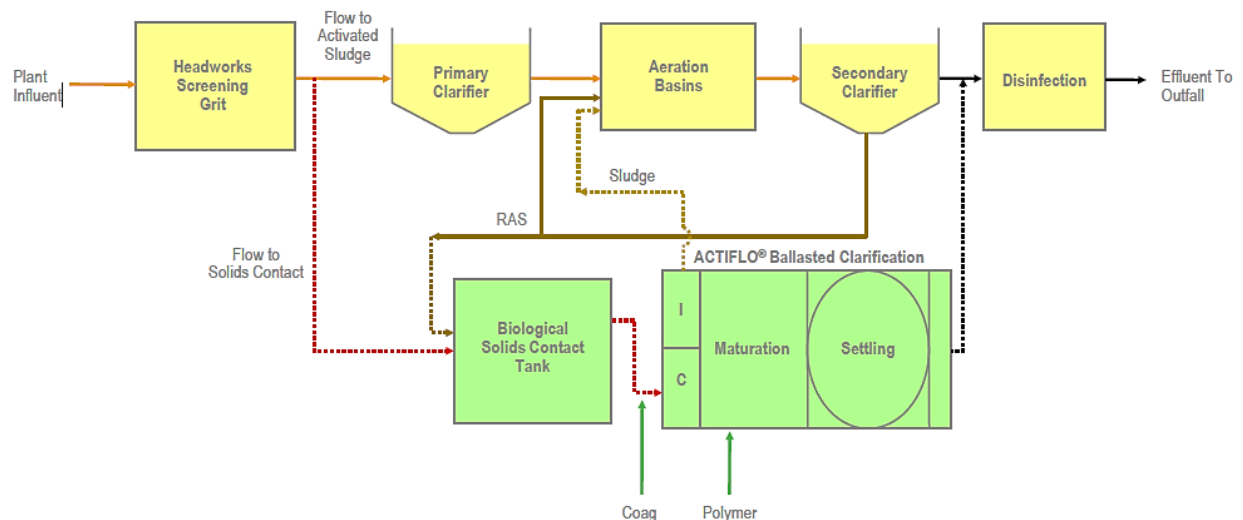 Flow to
Activated
Sludge
Plant
Influent
Headworks
Screening
Grit
Primary
Clarifier
Aeration
Basins
Secondary
Clarifier
Disinfection
Effluent To
Outfall
Sludge
RAS
Flow to
Solids Contact
ACTIFLO® Ballasted Clarification
Biological
Solids Contact
Tank
I
C
Maturation
Settling
Coag
Polymer